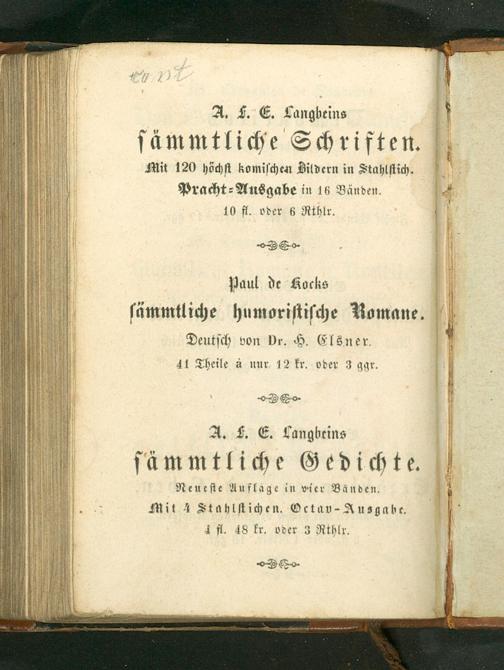 A. F. E. Langbeins
sämmtliche Schriften.
Mit 120 höchst komischen Bildern in Stahlstich.
Pracht-Ausgabe in 16 Bänden.
10 fl. oder 6 Rthlr.
Paul de Kocks
sämmtliche humoristische Romane.
Deutsch von Dr. H. Elsner.
41 Theile à nur 12 kr. oder 3 ggr.
A. F. E. Langbeins
sämmtliche Gedichte.
Neueste Auflage in vier Bänden.
Mit 4 Stahlstichen. Octav-Ausgabe.
4 fl. 48 kr. oder 3 Rthlr.